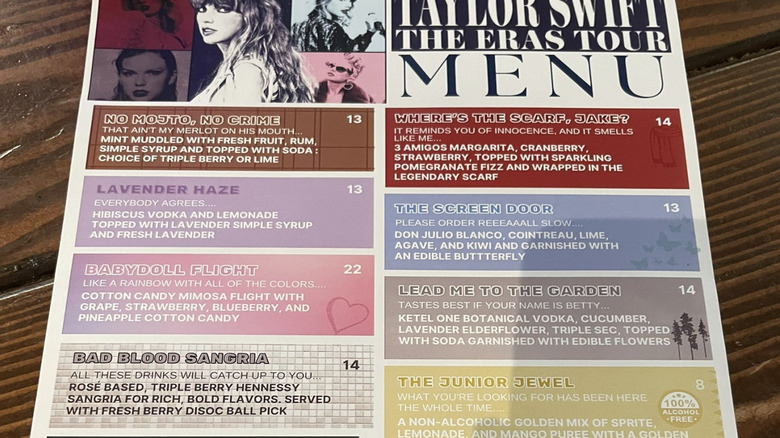 TAYLOR SWIFT
THE ERAS TOUR
MENU
NO MOJTO, NO CRIME 13
THAT AIN'T MY MERLOT ON HIS MOUTH...
MINT MUDDLED WITH FRESH FRUIT, RUM,
SIMPLE SYRUP AND TOPPED WITH SODA :
CHOICE OF TRIPLE BERRY OR LIME
LAVENDER HAZE 13
EVERYBODY AGREES....
HIBISCUS VODKA AND LEMONADE
TOPPED WITH LAVENDER SIMPLE SYRUP
AND FRESH LAVENDER
BABYDOLL FLIGHT 22
LIKE A RAINBOW WITH ALL OF THE COLORS....
COTTON CANDY MIMOSA FLIGHT WITH
GRAPE, STRAWBERRY, BLUEBERRY, AND
PINEAPPLE COTTON CANDY
BAD BLOOD SANGRIA 14
ALL THESE DRINKS WILL CATCH UP TO YOU...
ROSÉ BASED, TRIPLE BERRY HENNESSY
SANGRIA FOR RICH, BOLD FLAVORS. SERVED
WITH FRESH BERRY DISOC BALL PICK
WHERE'S THE SCARF, JAKE? 14
IT REMINDS YOU OF INNOCENCE, AND IT SMELLS
LIKE ME...
3 AMIGOS MARGARITA, CRANBERRY,
STRAWBERRY, TOPPED WITH SPARKLING
POMEGRANATE FIZZ AND WRAPPED IN THE
LEGENDARY SCARF
THE SCREEN DOOR 13
PLEASE ORDER REEEAAALL SLOW....
DON JULIO BLANCO, COINTREAU, LIME,
AGAVE, AND KIWI AND GARNISHED WITH
AN EDIBLE BUTTTERFLY
LEAD ME TO THE GARDEN 14
TASTES BEST IF YOUR NAME IS BETTY...
KETEL ONE BOTANICAL VODKA, CUCUMBER,
LAVENDER ELDERFLOWER, TRIPLE SEC, TOPPED
WITH SODA GARNISHED WITH EDIBLE FLOWERS
THE JUNIOR JEWEL 8
WHAT YOU'RE LOOKING FOR HAS BEEN HERE
THE WHOLE TIME....
A NON-ALCOHOLIC GOLDEN MIX OF SPRITE,
LEMONADE, AND MANGO PUREE WITH A GOLDEN
100%
ALCOHOL
FREE